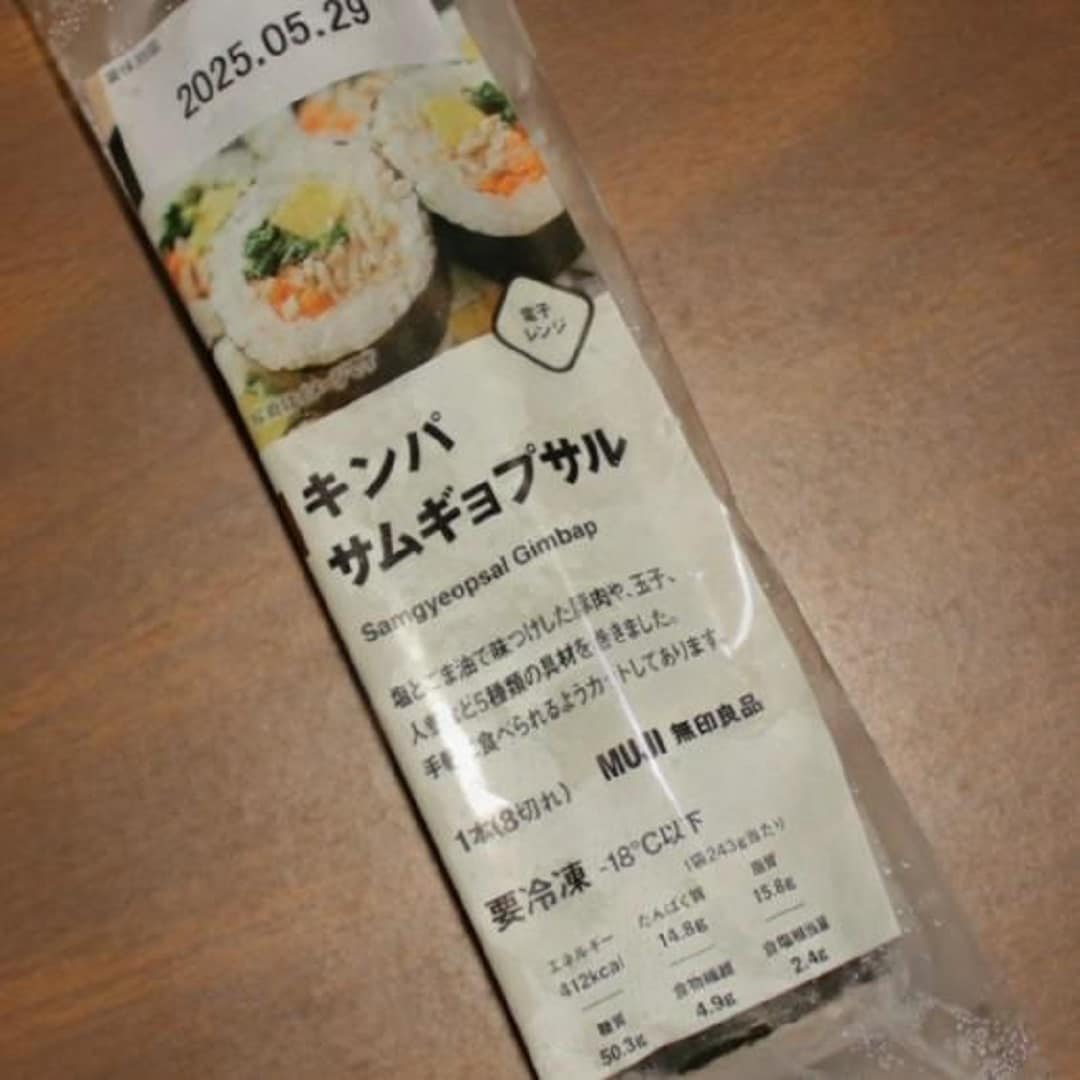 賞味期限
2025.05.29
電子
レンジ
キンパ
サムギョプサル
Samgyeopsal Gimbap
塩とごま油で味つけした豚肉や、玉子、
人参など5種類の具材を巻きました。
手軽に食べられるようカットしてあります。
1本(8切れ)
MUJI 無印良品
要冷凍 -18℃以下
1袋243g当たり
エネルギー
412kcal
たんぱく質
14.8g
脂質
15.8g
糖質
50.3g
食物繊維
4.9g
食塩相当量
2.4g